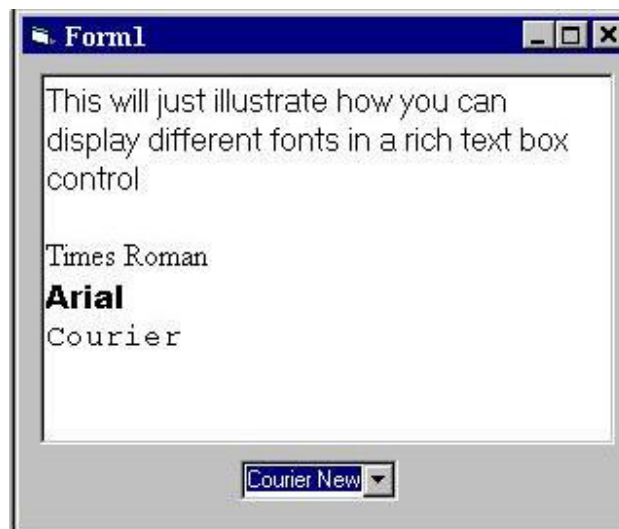 Form1
This will just illustrate how you can
display different fonts in a rich text box
control
Times Roman
Arial
Courier
Courier New